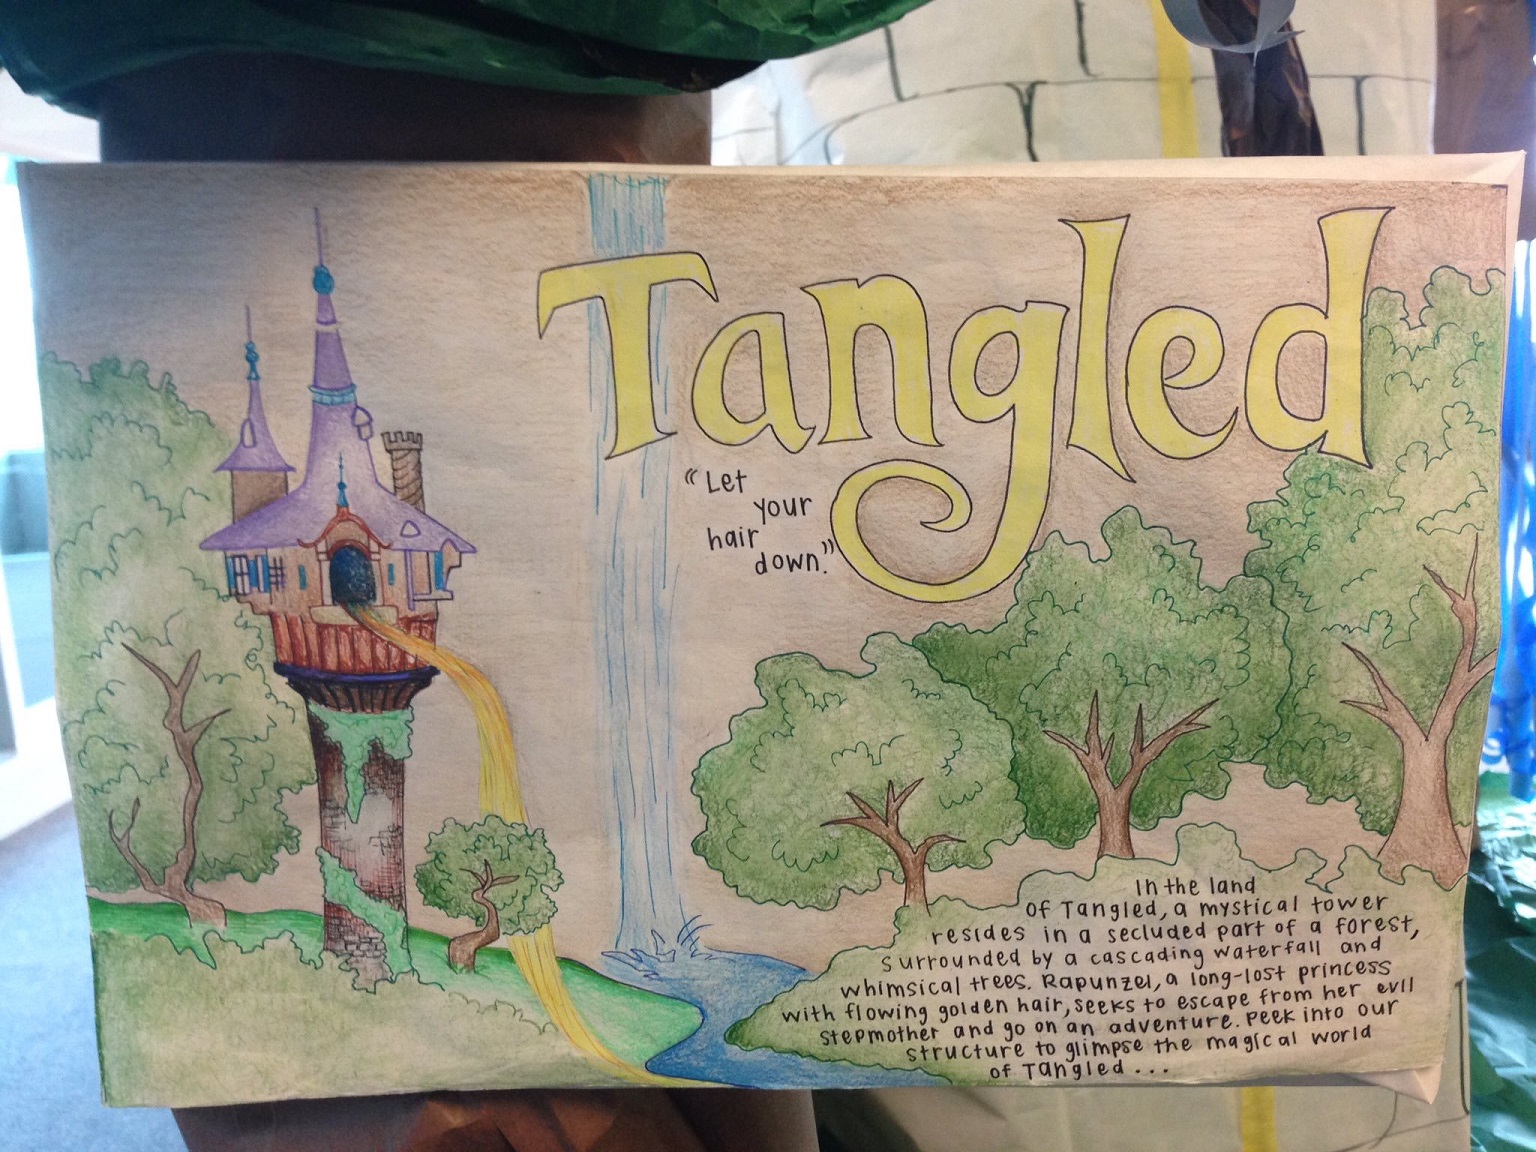 Tangled
"Let
your
hair
down."
In the land
of Tangled, a mystical tower
resides in a secluded part of a forest,
surrounded by a cascading waterfall and
whimsical trees. Rapunzel, a long-lost princess
with flowing golden hair, seeks to escape from her evil
stepmother and go on an adventure. Peek into our
structure to glimpse the magical world
of Tangled...